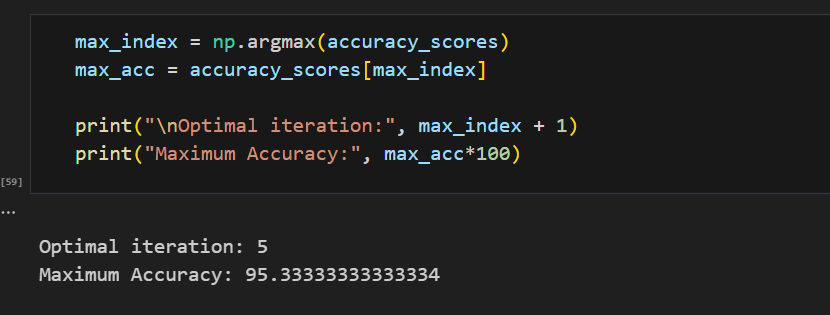 max_index = np.argmax(accuracy_scores)
max_acc = accuracy_scores[max_index]
print("\nOptimal iteration:", max_index + 1)
print("Maximum Accuracy:", max_acc*100)
[59]
...
Optimal iteration: 5
Maximum Accuracy: 95.33333333333334